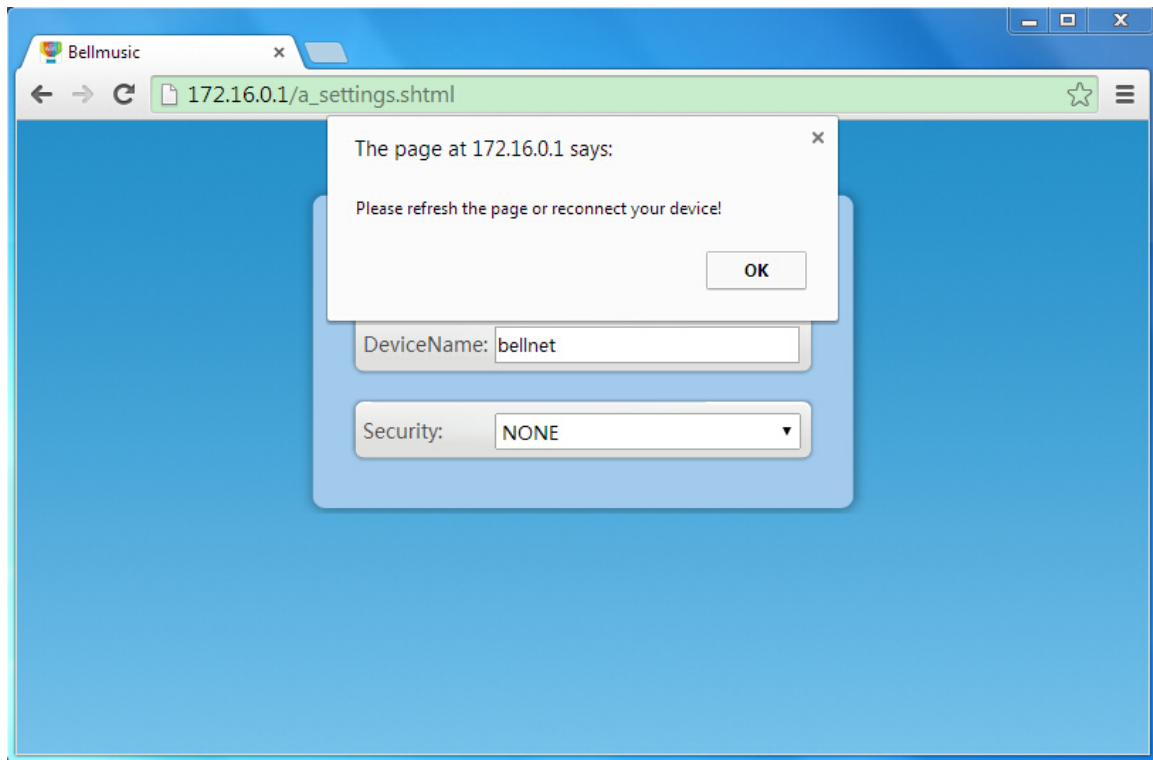 Bellmusic
172.16.0.1/a_settings.shtml
The page at 172.16.0.1 says:
Please refresh the page or reconnect your device!
OK
DeviceName: bellnet
Security: NONE